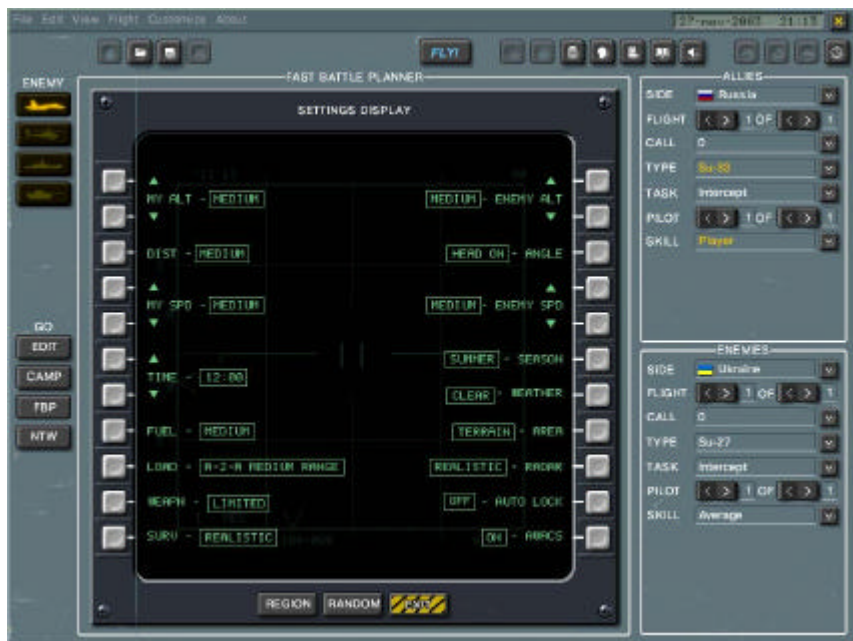 File Edit View Flight Customize About
27-nov-2003 21:13
FLY!
ENEMY
FAST BATTLE PLANNER
SETTINGS DISPLAY
MY ALT - MEDIUM
MEDIUM - ENEMY ALT
DIST - MEDIUM
HEAD ON - ANGLE
MY SPD - MEDIUM
MEDIUM - ENEMY SPD
TIME - 12:00
SUMMER - SEASON
CLEAR - WEATHER
FUEL - MEDIUM
TERRAIN - AREA
LOAD - A-2-A MEDIUM RANGE
REALISTIC - RADAR
WEAPN - LIMITED
OFF - AUTO LOCK
SURV - REALISTIC
ON - AWACS
REGION RANDOM EXIT
GO
EDIT
CAMP
FBP
NTW
ALLIES
SIDE Russia
FLIGHT < > 1 OF < > 1
CALL 0
TYPE Su-33
TASK Intercept
PILOT < > 1 OF < > 1
SKILL Player
ENEMIES
SIDE Ukraine
FLIGHT < > 1 OF < > 1
CALL 0
TYPE Su-27
TASK Intercept
PILOT < > 1 OF < > 1
SKILL Average